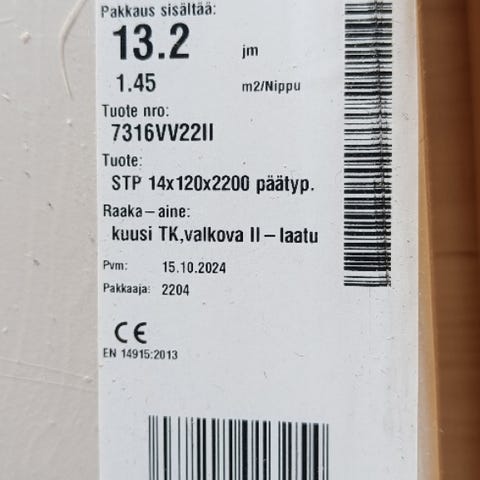 Pakkaus sisältää:
13.2 jm
1.45 m2/Nippu
Tuote nro:
7316VV22II
Tuote:
STP 14x120x2200 päätyp.
Raaka-aine:
kuusi TK,valkova II-laatu
Pvm: 15.10.2024
Pakkaaja: 2204
CE
EN 14915:2013